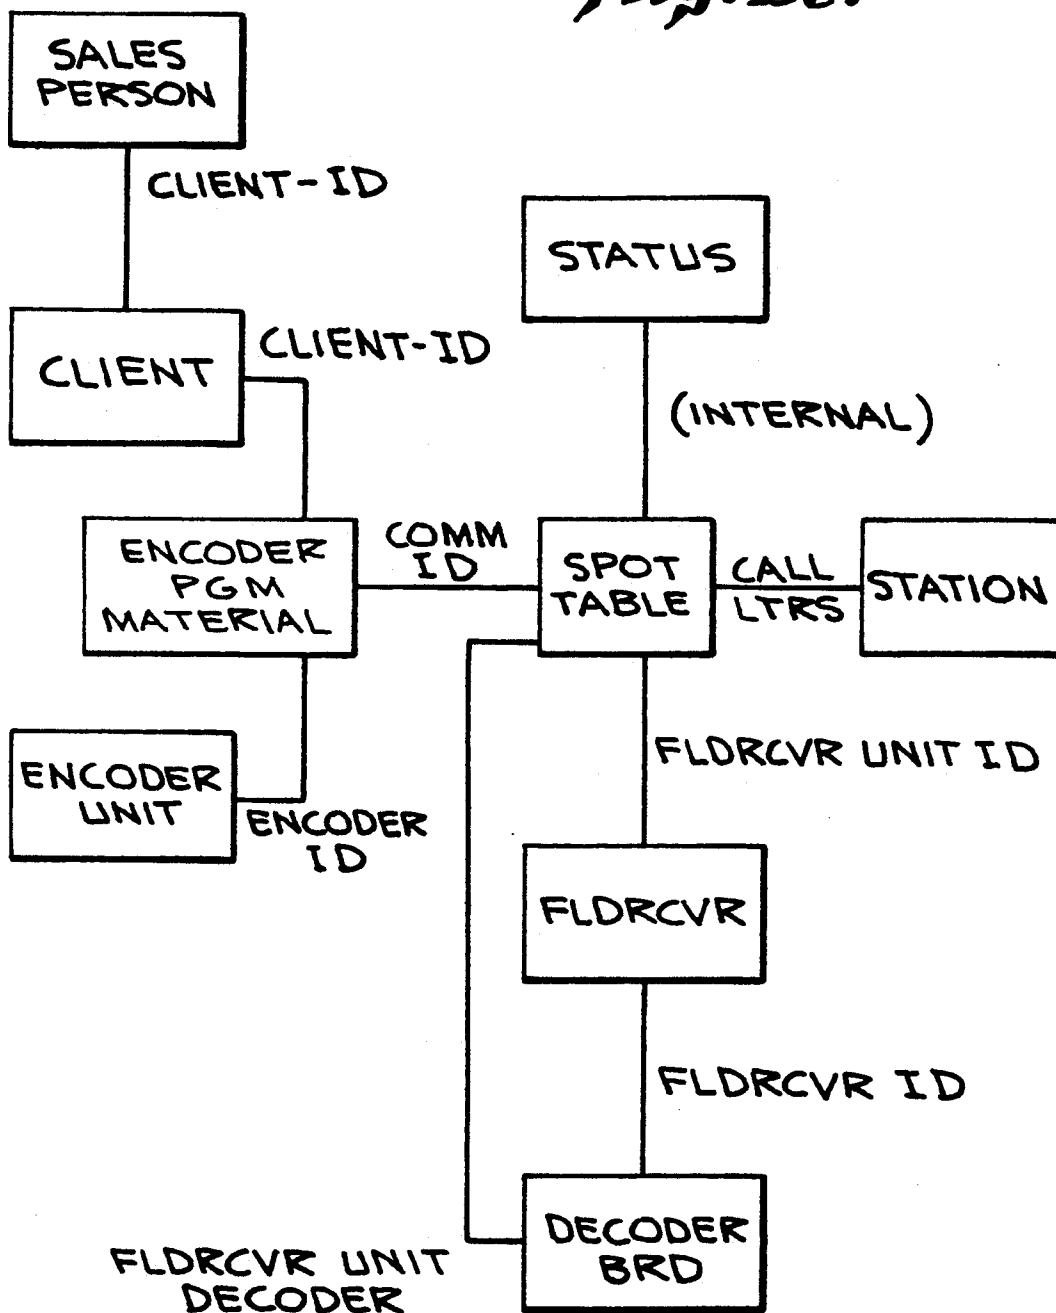 SALES
PERSON
CLIENT-ID
STATUS
CLIENT
CLIENT-ID
(INTERNAL)
ENCODER
PGM
MATERIAL
COMM
ID
SPOT
TABLE
CALL
LTRS
STATION
ENCODER
UNIT
ENCODER
ID
FLDRCVR UNIT ID
FLDRCVR
FLDRCVR ID
DECODER
BRD
FLDRCVR UNIT
DECODER